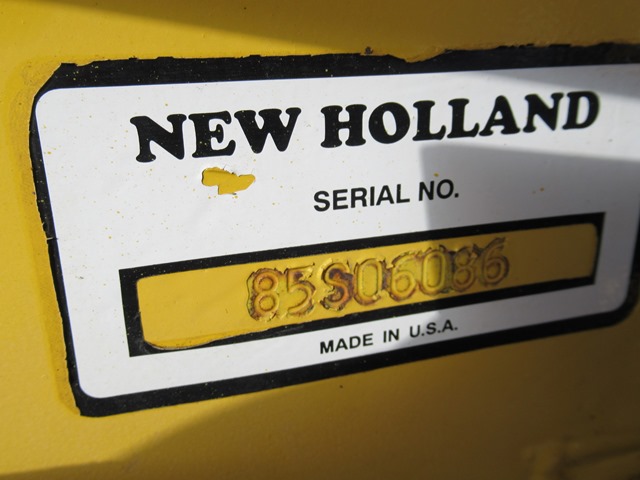 NEW HOLLAND
SERIAL NO.
85S06086
MADE IN U.S.A.